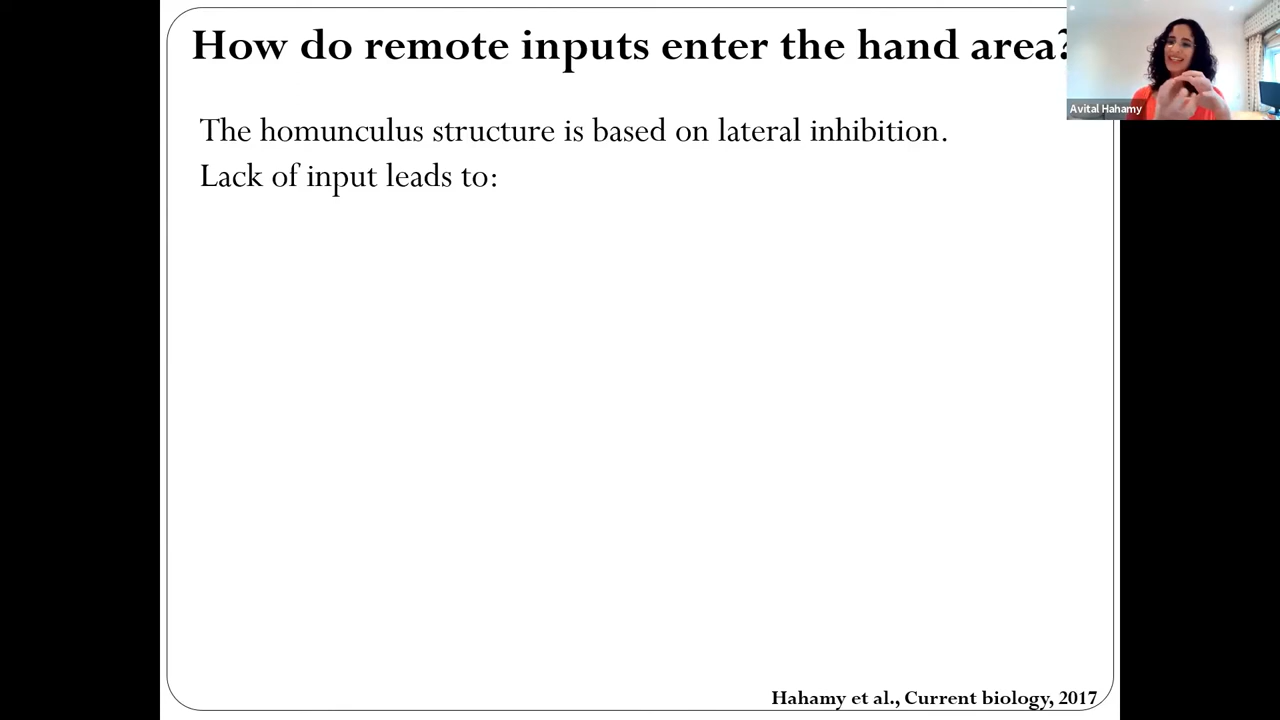 How do remote inputs enter the hand area?
Avital Hahamy
The homunculus structure is based on lateral inhibition.
Lack of input leads to:
Hahamy et al., Current biology, 2017